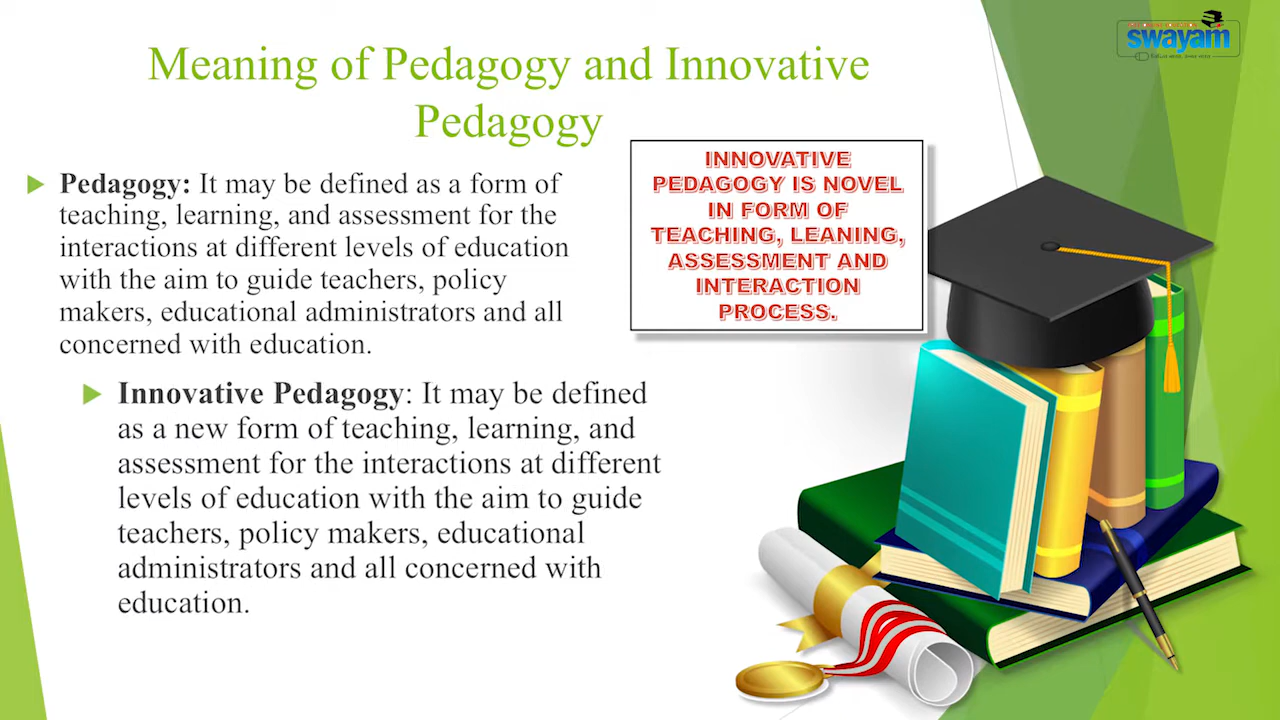 swayam
Meaning of Pedagogy and Innovative
Pedagogy
Pedagogy: It may be defined as a form of
teaching, learning, and assessment for the
interactions at different levels of education
with the aim to guide teachers, policy
makers, educational administrators and all
concerned with education.
INNOVATIVE
PEDAGOGY IS NOVEL
IN FORM OF
TEACHING, LEANING,
ASSESSMENT AND
INTERACTION
PROCESS.
Innovative Pedagogy: It may be defined
as a new form of teaching, learning, and
assessment for the interactions at different
levels of education with the aim to guide
teachers, policy makers, educational
administrators and all concerned with
education.